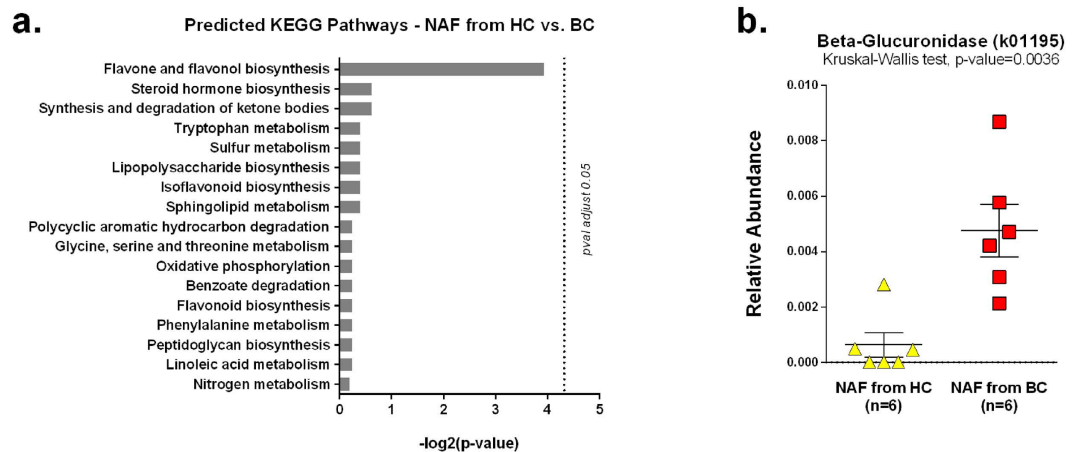 a.
Predicted KEGG Pathways - NAF from HC vs. BC
Flavone and flavonol biosynthesis
Steroid hormone biosynthesis
Synthesis and degradation of ketone bodies
Tryptophan metabolism
Sulfur metabolism
Lipopolysaccharide biosynthesis
Isoflavonoid biosynthesis
Sphingolipid metabolism
Polycyclic aromatic hydrocarbon degradation
Glycine, serine and threonine metabolism
Oxidative phosphorylation
Benzoate degradation
Flavonoid biosynthesis
Phenylalanine metabolism
Peptidoglycan biosynthesis
Linoleic acid metabolism
Nitrogen metabolism
0 1 2 3 4 5
-log2(p-value)
pval adjust 0.05
b.
Beta-Glucuronidase (k01195)
Kruskal-Wallis test, p-value=0.0036
Relative Abundance
0.010
0.008
0.006
0.004
0.002
0.000
NAF from HC NAF from BC
(n=6) (n=6)